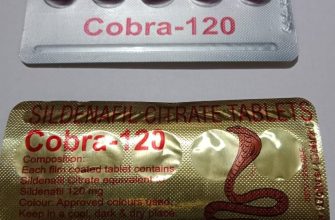 Cobra-120
SILDENAFIL CITRATE TABLETS
Cobra-120
Composition:
Each film coated tablet contains
Sildenafil Citrate equivalent
Sildenafil 120 mg
Colour: Approved colours used.
Keep in a cool, dark & dry place.